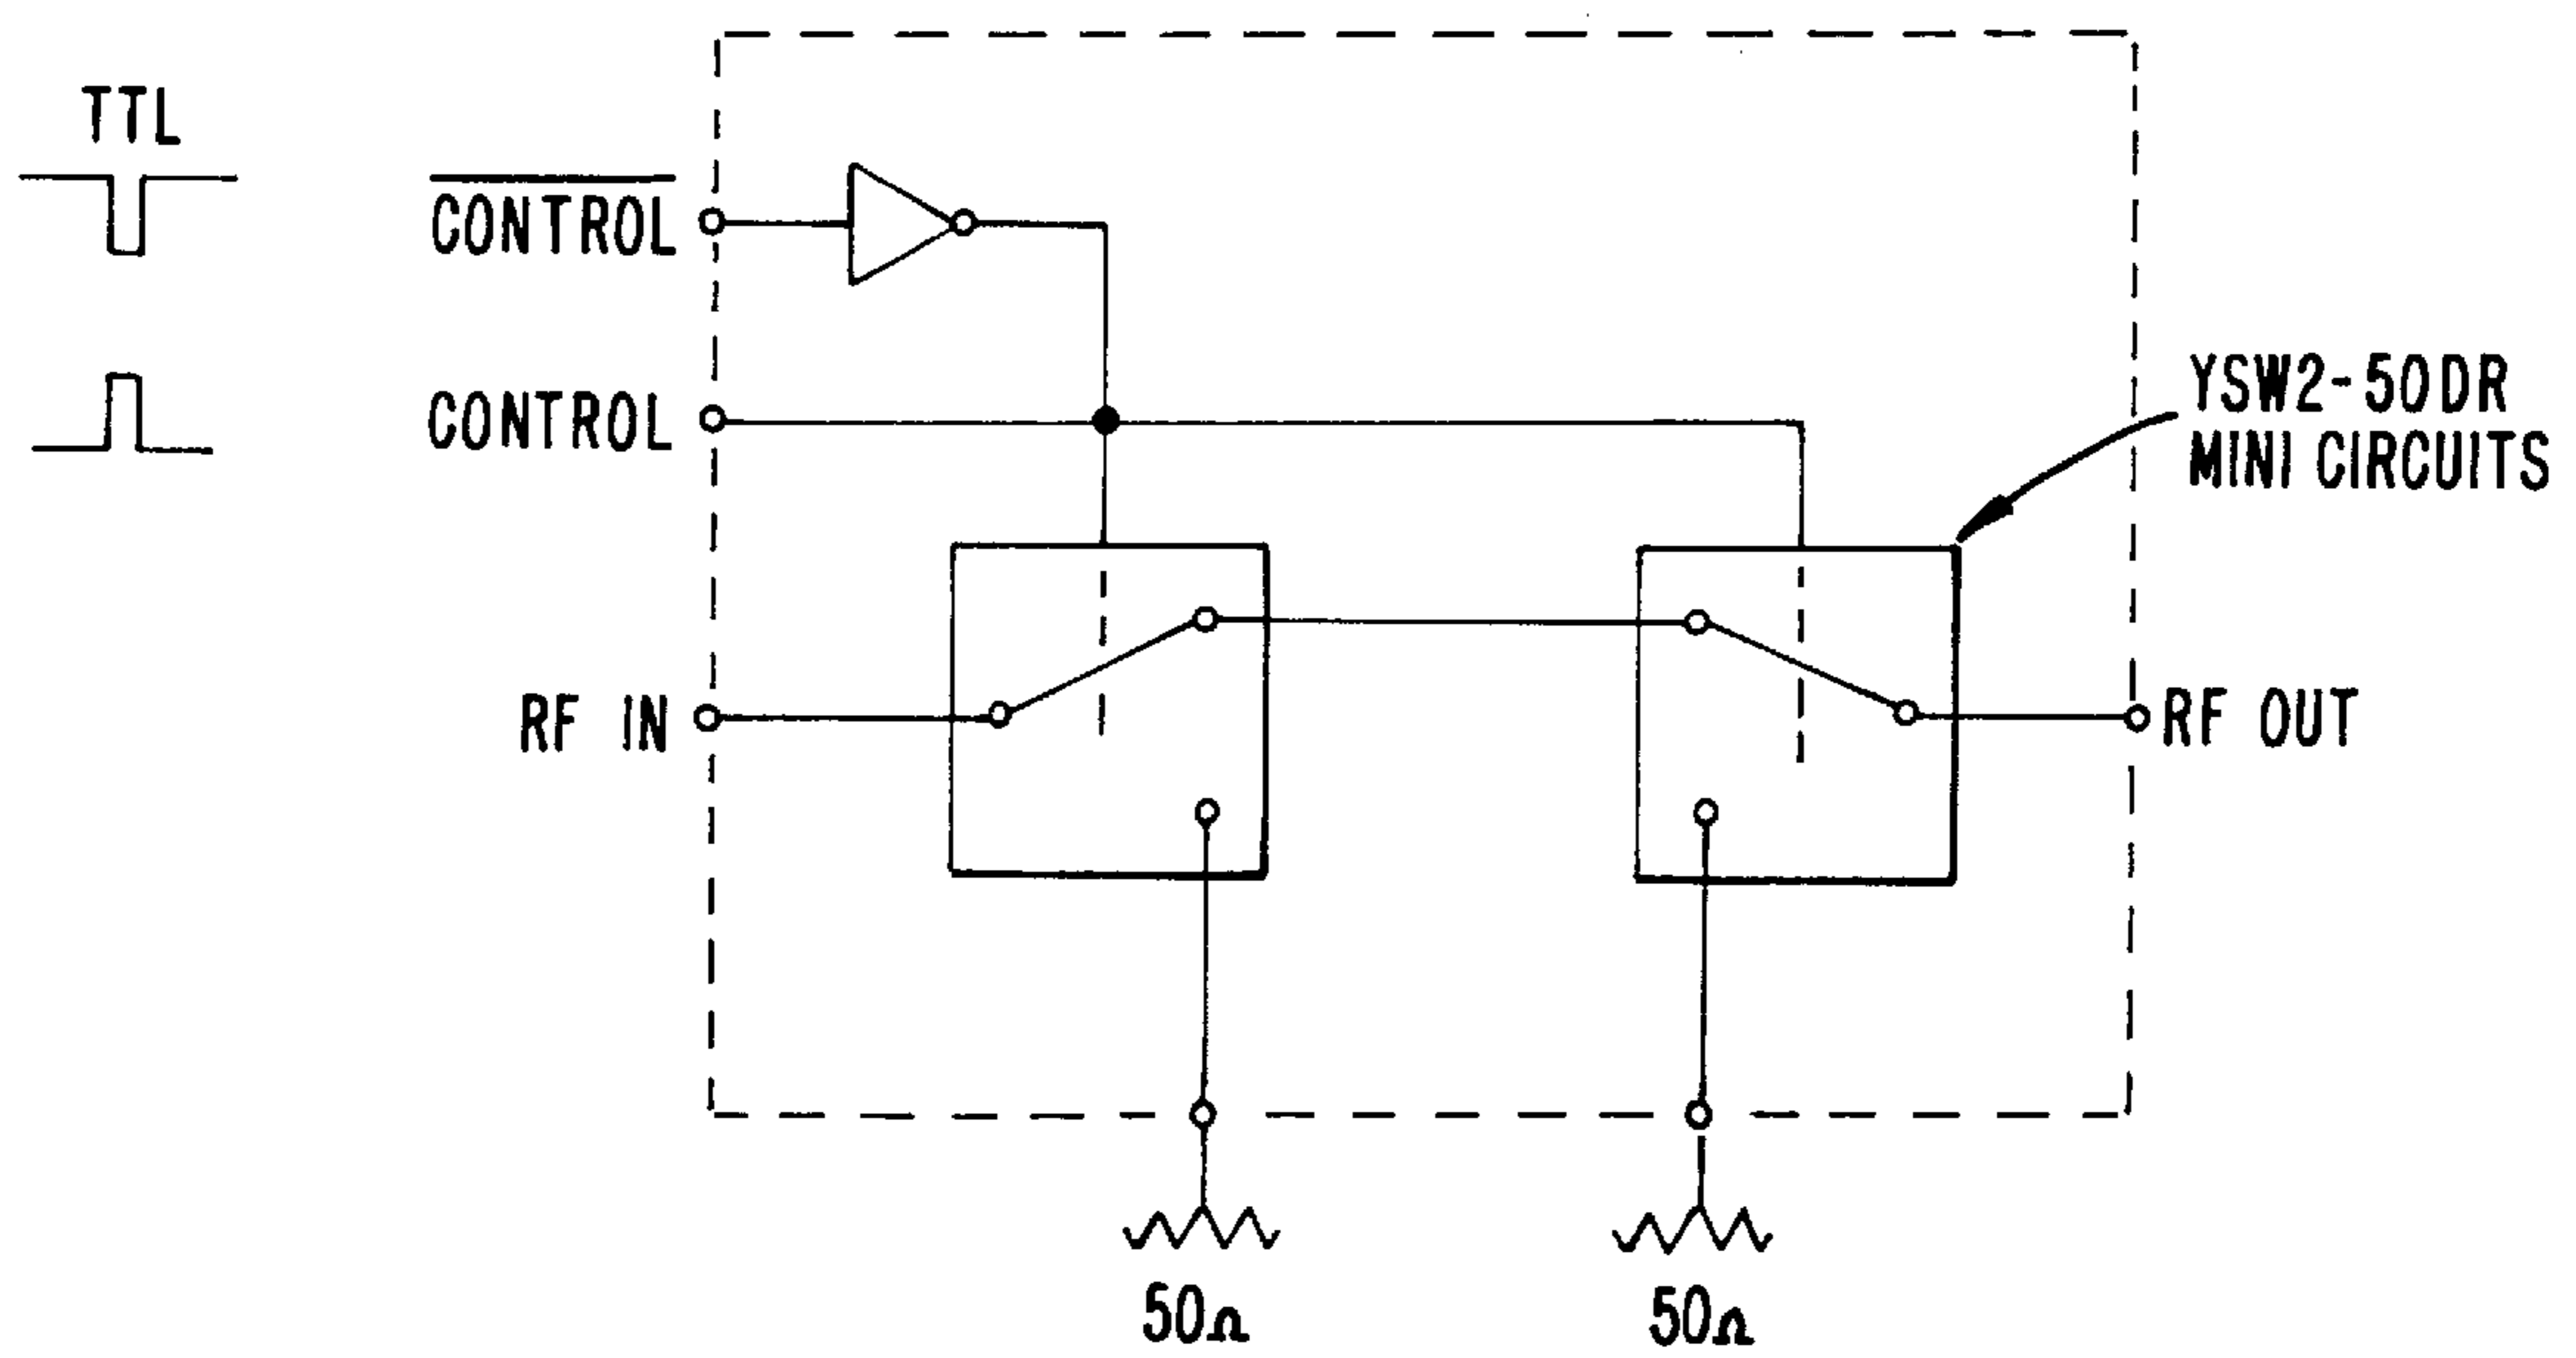 TTL
CONTROL
CONTROL
YSW2-50DR
MINI CIRCUITS
RF IN
RF OUT
50Ω
50Ω